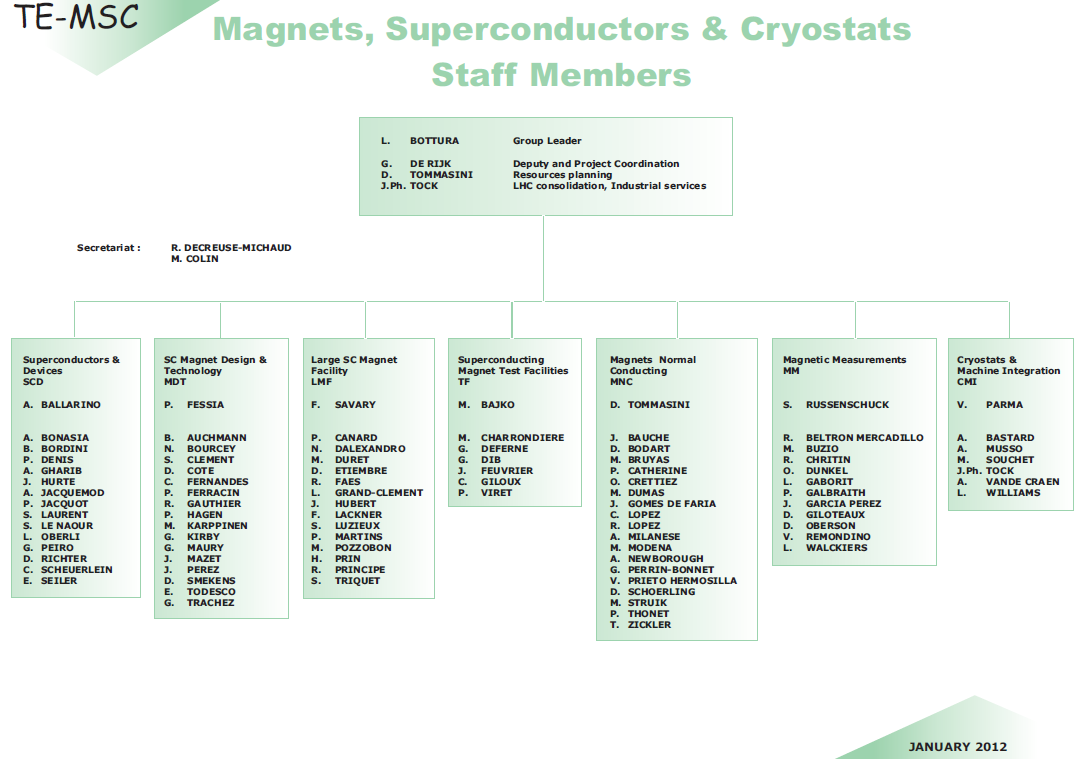 TE-MSC
Magnets, Superconductors & Cryostats
Staff Members
L. BOTTURA Group Leader
G. DE RIJK Deputy and Project Coordination
D. TOMMASINI Resources planning
J.Ph. TOCK LHC consolidation, Industrial services
Secretariat : R. DECREUSE-MICHAUD
M. COLIN
Superconductors &
Devices
SCD
A. BALLARINO
A. BONASIA
B. BORDINI
P. DENIS
A. GHARIB
J. HURTE
A. JACQUEMOD
P. JACQUOT
S. LAURENT
S. LE NAOUR
L. OBERLI
G. PEIRO
D. RICHTER
C. SCHEUERLEIN
E. SEILER
SC Magnet Design &
Technology
MDT
P. FESSIA
B. AUCHMANN
N. BOURCEY
S. CLEMENT
D. COTE
C. FERNANDES
P. FERRACIN
R. GAUTHIER
P. HAGEN
M. KARPPINEN
G. KIRBY
G. MAURY
J. MAZET
J. PEREZ
D. SMEKENS
E. TODESCO
G. TRACHEZ
Large SC Magnet
Facility
LMF
F. SAVARY
P. CANARD
N. DALEXANDRO
M. DURET
D. ETIEMBRE
R. FAES
L. GRAND-CLEMENT
J. HUBERT
F. LACKNER
S. LUZIEUX
P. MARTINS
M. POZZOBON
H. PRIN
R. PRINCIPE
S. TRIQUET
Superconducting
Magnet Test Facilities
TF
M. BAJKO
M. CHARRONDIERE
G. DEFERNE
G. DIB
J. FEUVRIER
C. GILOUX
P. VIRET
Magnets Normal
Conducting
MNC
D. TOMMASINI
J. BAUCHE
D. BODART
M. BRUYAS
P. CATHERINE
O. CRETTIEZ
M. DUMAS
J. GOMES DE FARIA
C. LOPEZ
R. LOPEZ
A. MILANESE
M. MODENA
A. NEWBOROUGH
G. PERRIN-BONNET
V. PRIETO HERMOSILLA
D. SCHOERLING
M. STRUIK
P. THONET
T. ZICKLER
Magnetic Measurements
MM
S. RUSSENSCHUCK
R. BELTRON MERCADILLO
M. BUZIO
R. CHRITIN
O. DUNKEL
L. GABORIT
P. GALBRAITH
J. GARCIA PEREZ
D. GILOTEAUX
D. OBERSON
V. REMONDINO
L. WALCKIERS
Cryostats &
Machine Integration
CMI
V. PARMA
A. BASTARD
A. MUSSO
M. SOUCHET
J.Ph. TOCK
A. VANDE CRAEN
L. WILLIAMS
JANUARY 2012